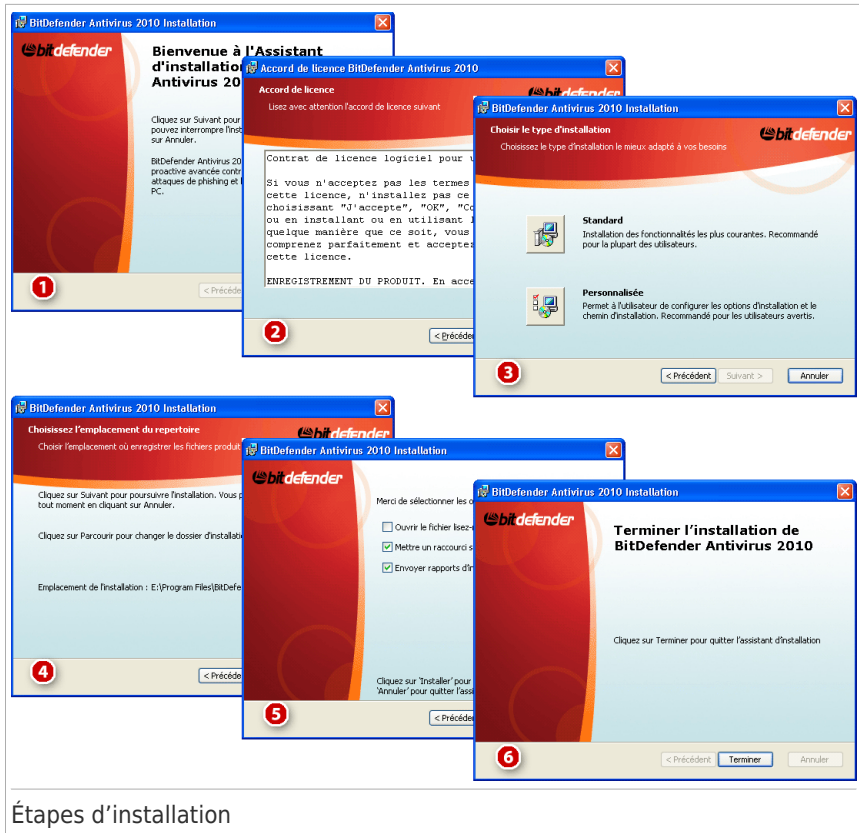 BitDefender Antivirus 2010 Installation
bitdefender
Bienvenue à l'Assistant
d'installation
Antivirus 20
Cliquez sur Suivant pour
pouvez interrompre l'inst
sur Annuler.
BitDefender Antivirus 20
proactive avancée contr
attaques de phishing et l
PC.
< Précéde
1
Accord de licence BitDefender Antivirus 2010
bitdefender
Accord de licence
Lisez avec attention l'accord de licence suivant
Contrat de licence logiciel pour u
Si vous n'acceptez pas les termes
cette licence, n'installez pas ce
choisissant "J'accepte", "OK", "Co
ou en installant ou en utilisant l
quelque manière que ce soit, vous
comprenez parfaitement et acceptez
cette licence.
ENREGISTREMENT DU PRODUIT. En acce
< Précéde
2
BitDefender Antivirus 2010 Installation
Choisir le type d'installation
Choisissez le type d'installation le mieux adapté à vos besoins
bitdefender
Standard
Installation des fonctionnalités les plus courantes. Recommandé
pour la plupart des utilisateurs.
Personnalisée
Permet à l'utilisateur de configurer les options d'installation et le
chemin d'installation. Recommandé pour les utilisateurs avertis.
3
< Précédent Suivant > Annuler
BitDefender Antivirus 2010 Installation
Choisissez l'emplacement du repertoire
Choisir l'emplacement où enregistrer les fichiers produit
bitdefender
Cliquez sur Suivant pour poursuivre l'installation. Vous p
tout moment en cliquant sur Annuler.
Cliquez sur Parcourir pour changer le dossier d'installati
Emplacement de l'installation : E:\Program Files\BitDefe
4
< Précéde
BitDefender Antivirus 2010 Installation
bitdefender
Merci de sélectionner les o
Ouvrir le fichier lisez-
Mettre un raccourci s
Envoyer rapports d'in
Cliquez sur 'Installer' pour
'Annuler' pour quitter l'assi
5
< Précéde
BitDefender Antivirus 2010 Installation
bitdefender
Terminer l'installation de
BitDefender Antivirus 2010
Cliquez sur Terminer pour quitter l'assistant d'installation
6
< Précédent Terminer Annuler
Étapes d'installation